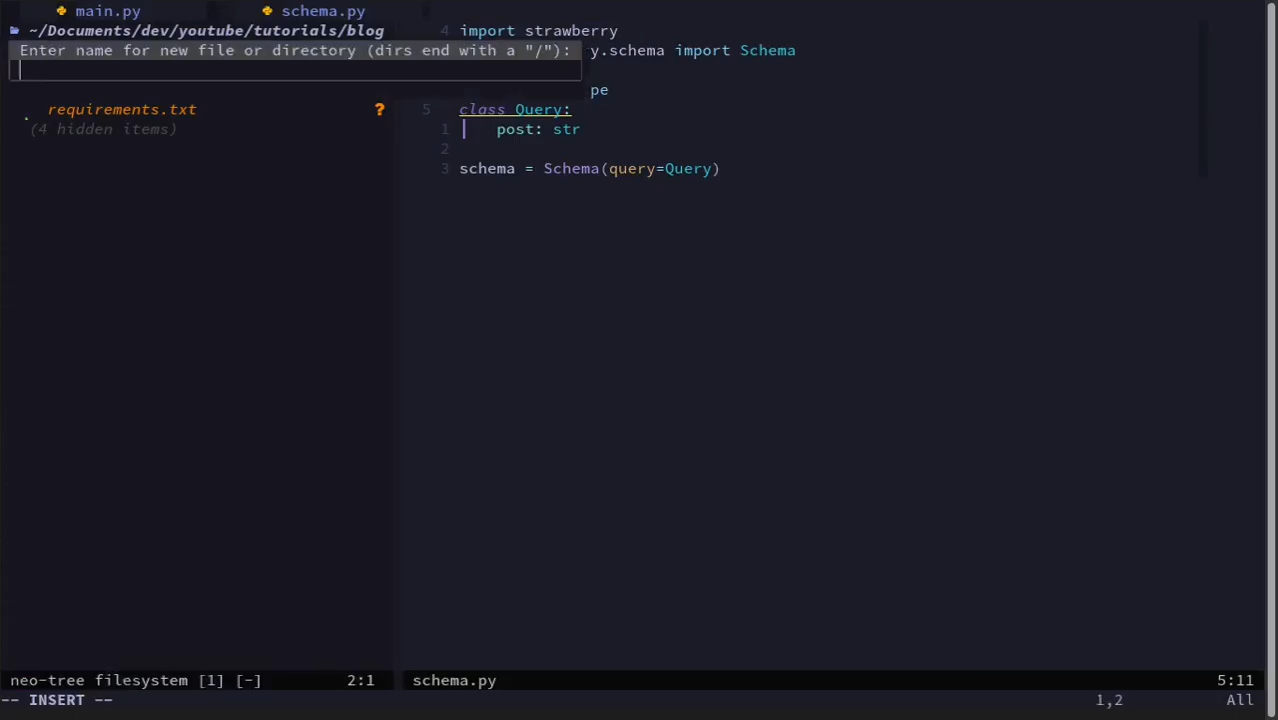 main.py schema.py
~/Documents/dev/youtube/tutorials/blog
Enter name for new file or directory (dirs end with a "/"):
requirements.txt ?
(4 hidden items)
4 import strawberry
y.schema import Schema
pe
5 class Query:
1 post: str
2
3 schema = Schema(query=Query)
neo-tree filesystem [1] [-] 2:1
schema.py 5:11
-- INSERT -- 1,2 All